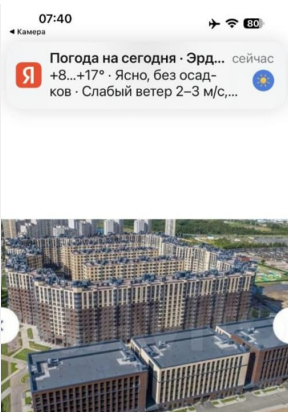 07:40
80
◀ Камера
Я
Погода на сегодня · Эрд... сейчас
+8...+17° · Ясно, без осад-
ков · Слабый ветер 2–3 м/с,...